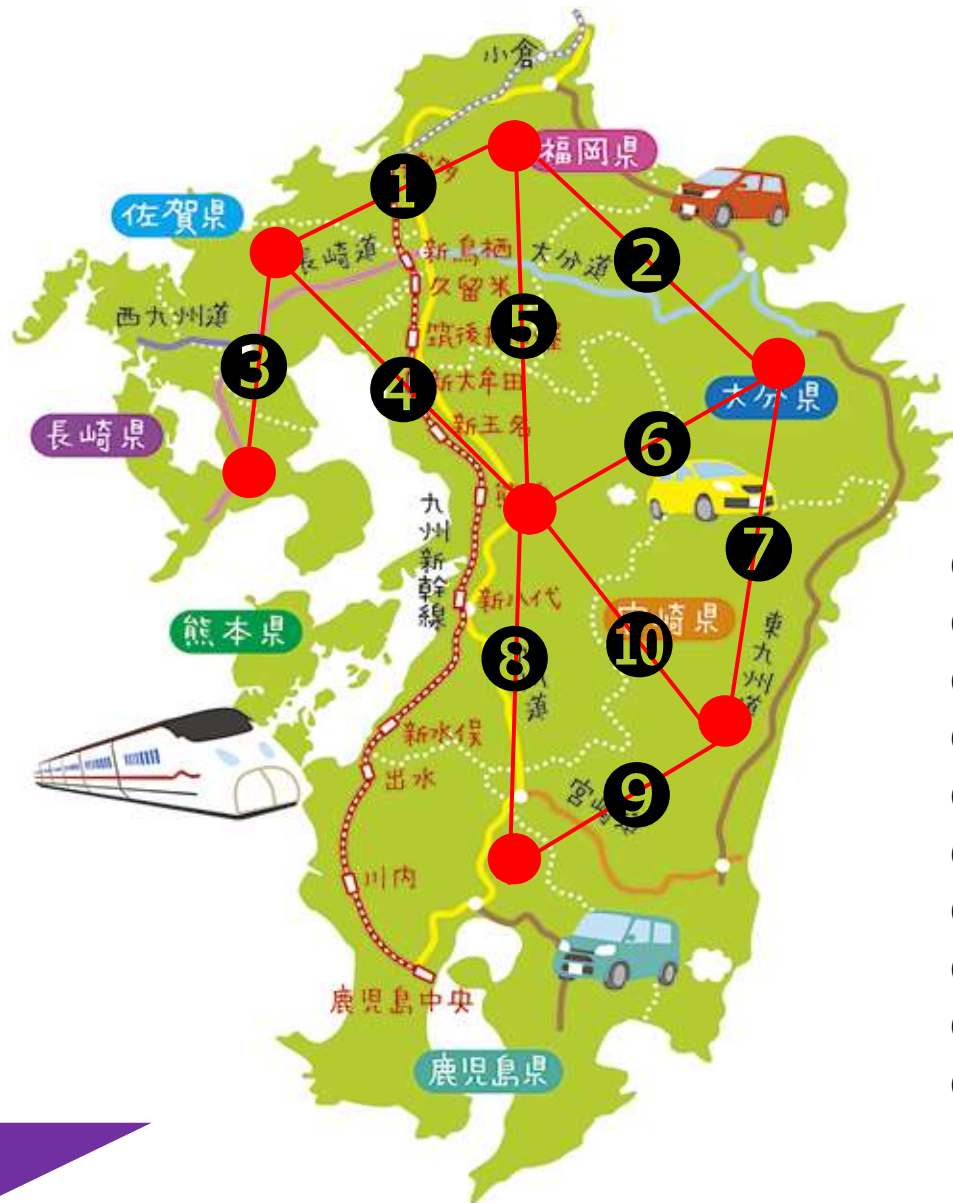 小倉
福岡県
多
①
佐賀県
長崎道
新鳥栖
大分道
②
久留米
西九州道
筑後
⑤
③
新大牟田
④
大分県
長崎県
新玉名
⑥
九州新幹線
⑦
新八代
熊本県
崎県
⑩
⑧
道
東九州道
新水俣
出水
宮崎
⑨
川内
鹿児島中央
鹿児島県